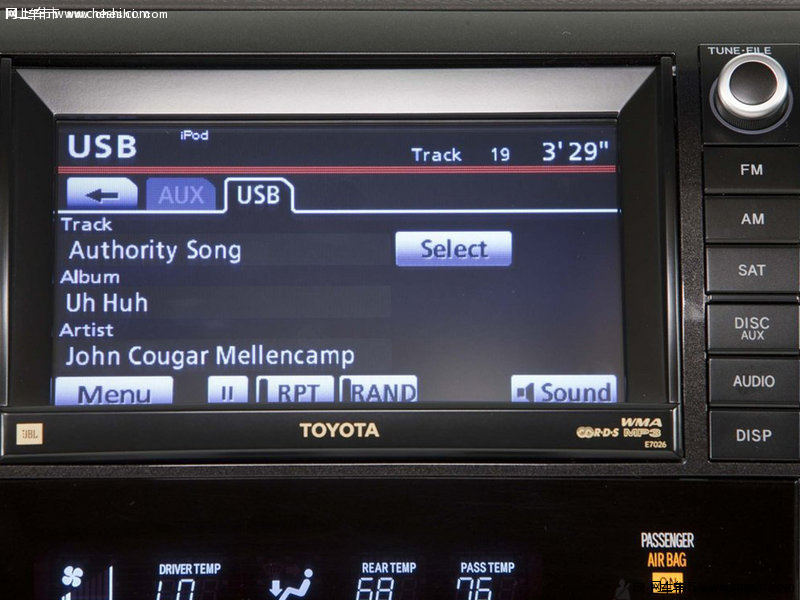 TUNE·FILE
USB iPod Track 19 3'29"
FM
AUX USB
AM
Track
Authority Song Select
SAT
Album
Uh Huh
DISC
AUX
Artist
John Cougar Mellencamp
AUDIO
Menu II RPT RAND Sound
JBL TOYOTA R·D·S WMA
MP3
E7026
DISP
PASSENGER
AIR BAG
DRIVER TEMP REAR TEMP PASS TEMP
LO 68 76